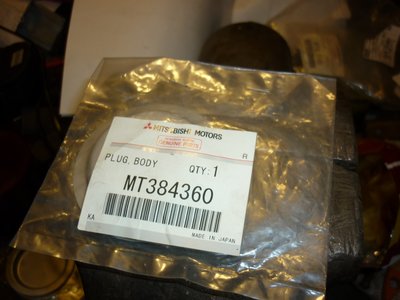 MITSUBISHI MOTORS
GENUINE PARTS
PLUG, BODY QTY: 1 R
MT384360
KA
MADE IN JAPAN